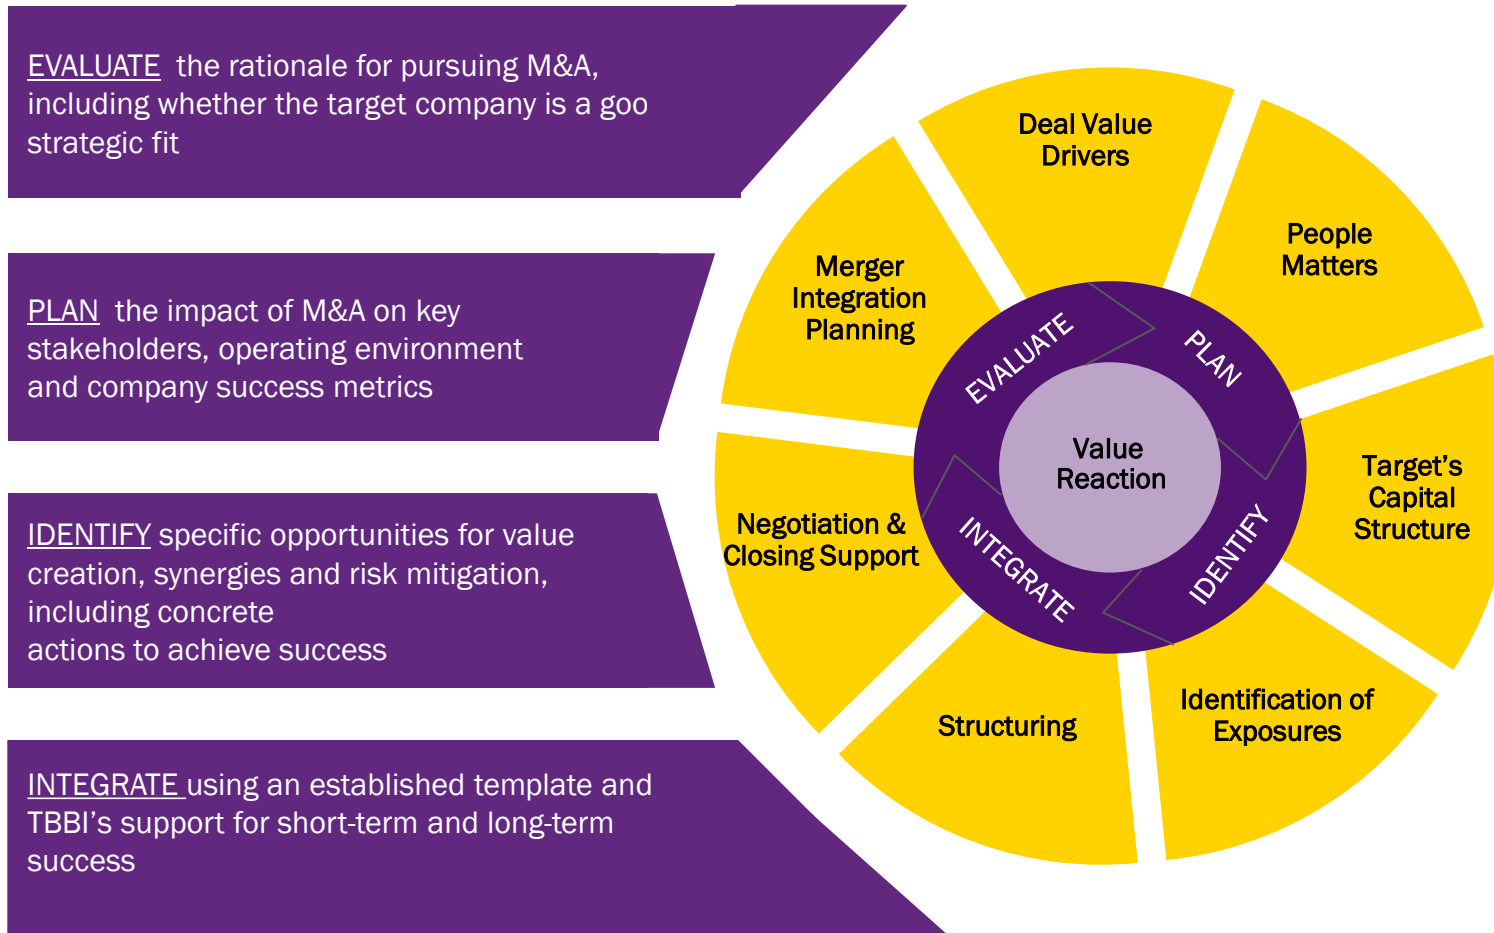 EVALUATE the rationale for pursuing M&A,
including whether the target company is a goo
strategic fit
PLAN the impact of M&A on key
stakeholders, operating environment
and company success metrics
IDENTIFY specific opportunities for value
creation, synergies and risk mitigation,
including concrete
actions to achieve success
INTEGRATE using an established template and
TBBI’s support for short-term and long-term
success
Deal Value
Drivers
People
Matters
Target’s
Capital
Structure
Identification of
Exposures
Structuring
Negotiation &
Closing Support
Merger
Integration
Planning
EVALUATE
PLAN
IDENTIFY
INTEGRATE
Value
Reaction